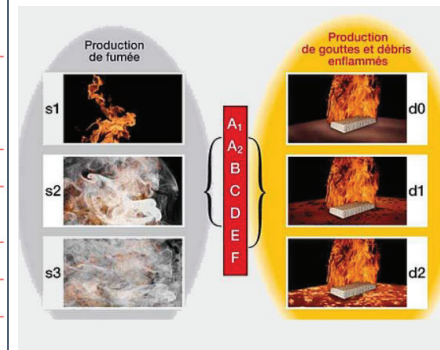 Production
de fumée
s1
s2
s3
A1
A2
B
C
D
E
F
Production
de gouttes et débris
enflammés
d0
d1
d2